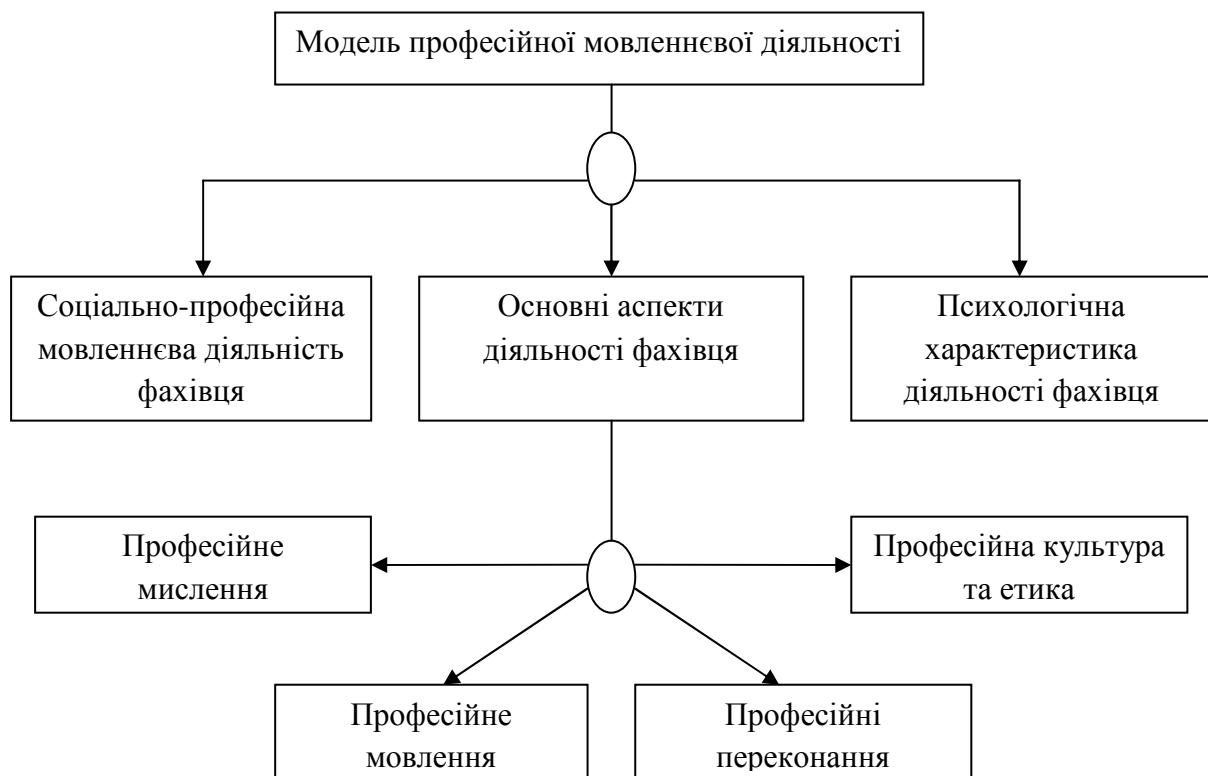 Модель професійної мовленнєвої діяльності
Соціально-професійна
мовленнєва діяльність
фахівця
Основні аспекти
діяльності фахівця
Психологічна
характеристика
діяльності фахівця
Професійне
мислення
Професійна культура
та етика
Професійне
мовлення
Професійні
переконання